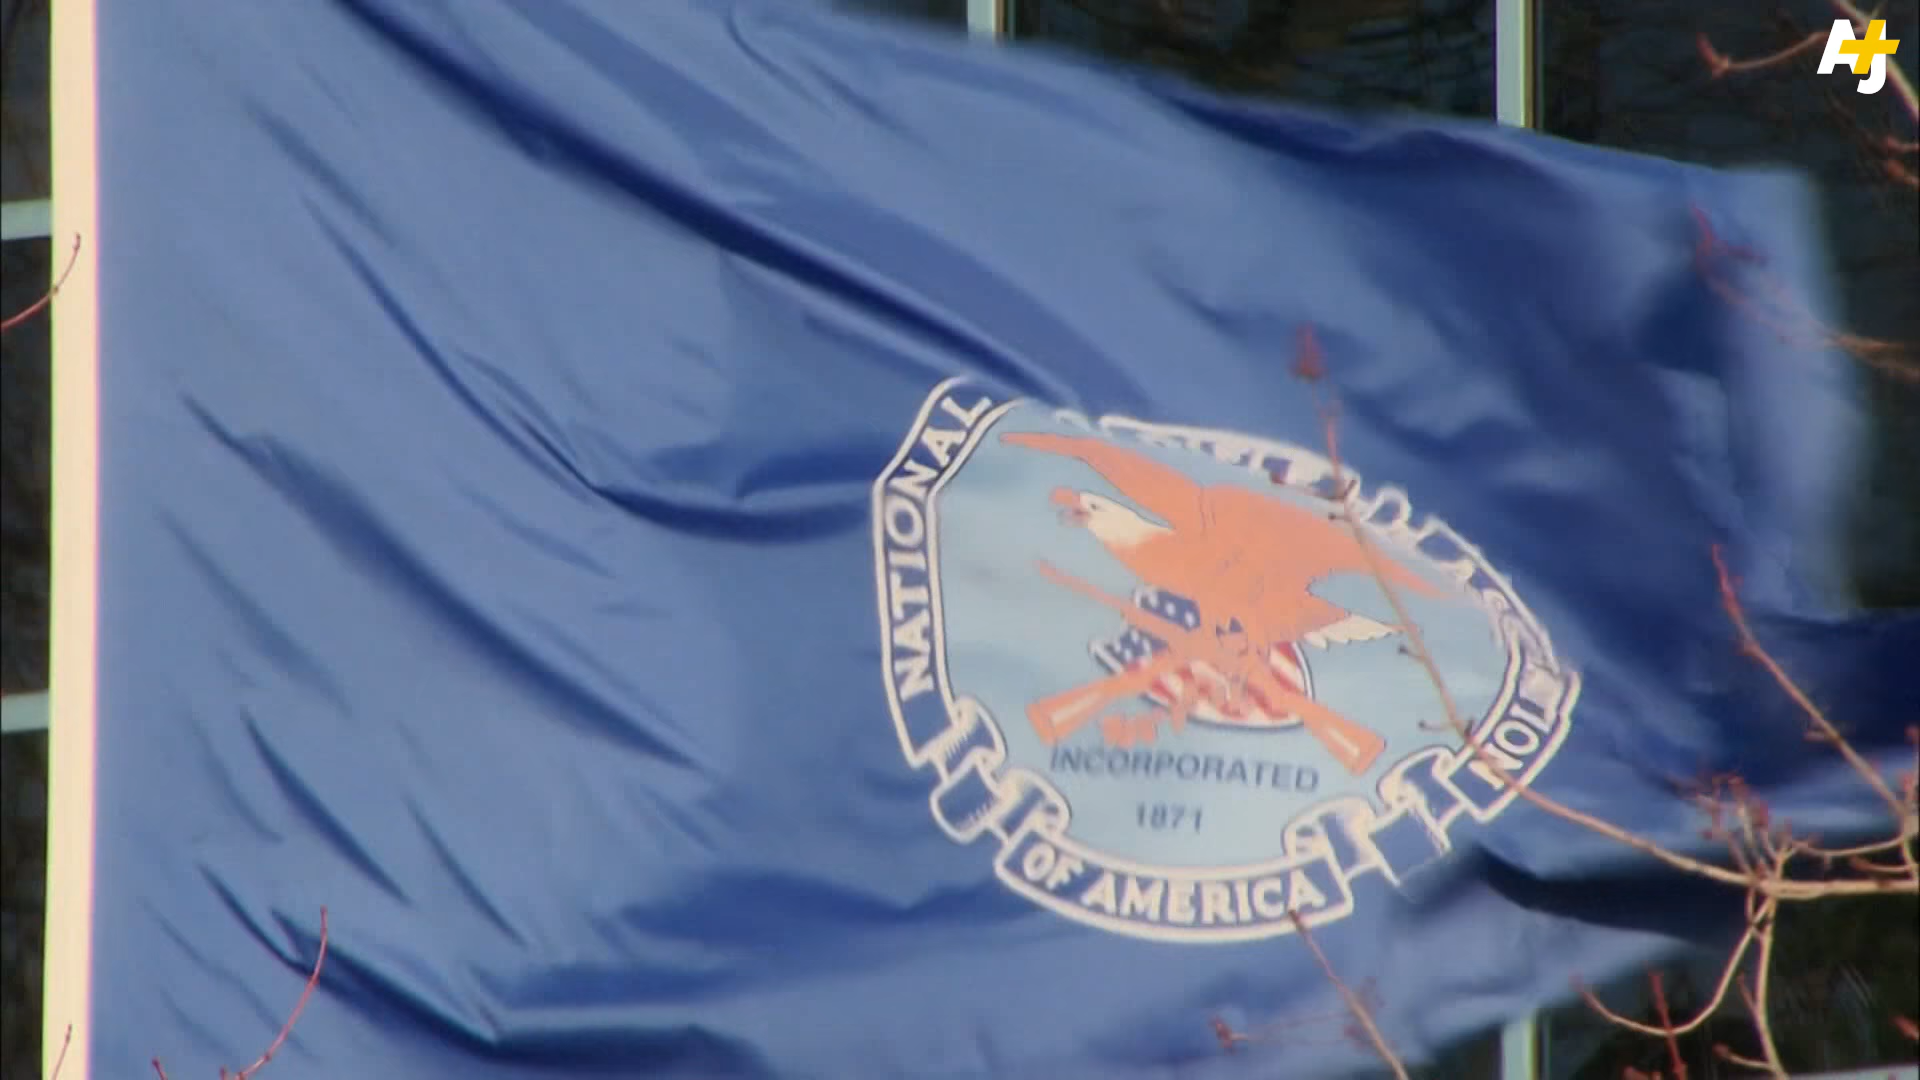 AJ+
NATIONAL
INCORPORATED
1871
OF AMERICA